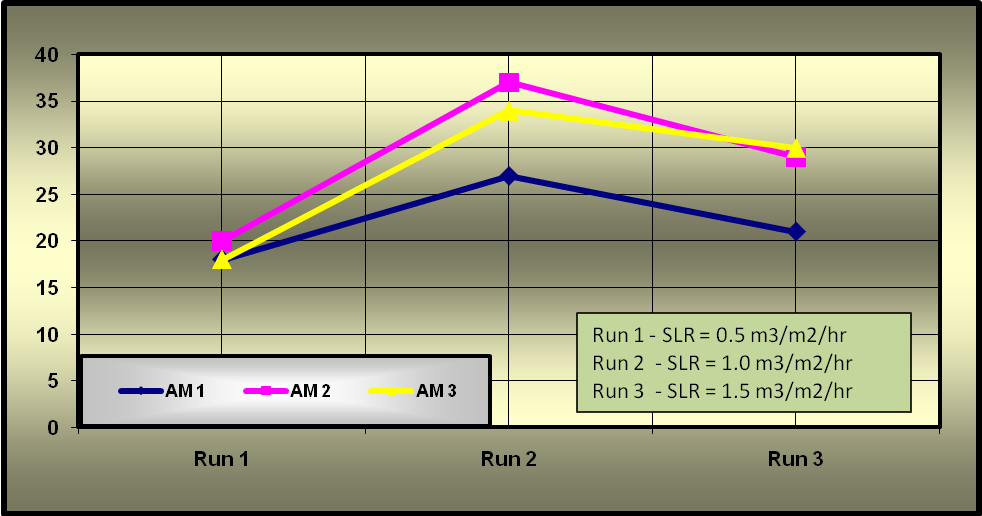 40
35
30
25
20
15
10
5
0
Run 1 - SLR = 0.5 m3/m2/hr
Run 2 - SLR = 1.0 m3/m2/hr
Run 3 - SLR = 1.5 m3/m2/hr
AM 1 AM 2 AM 3
Run 1 Run 2 Run 3